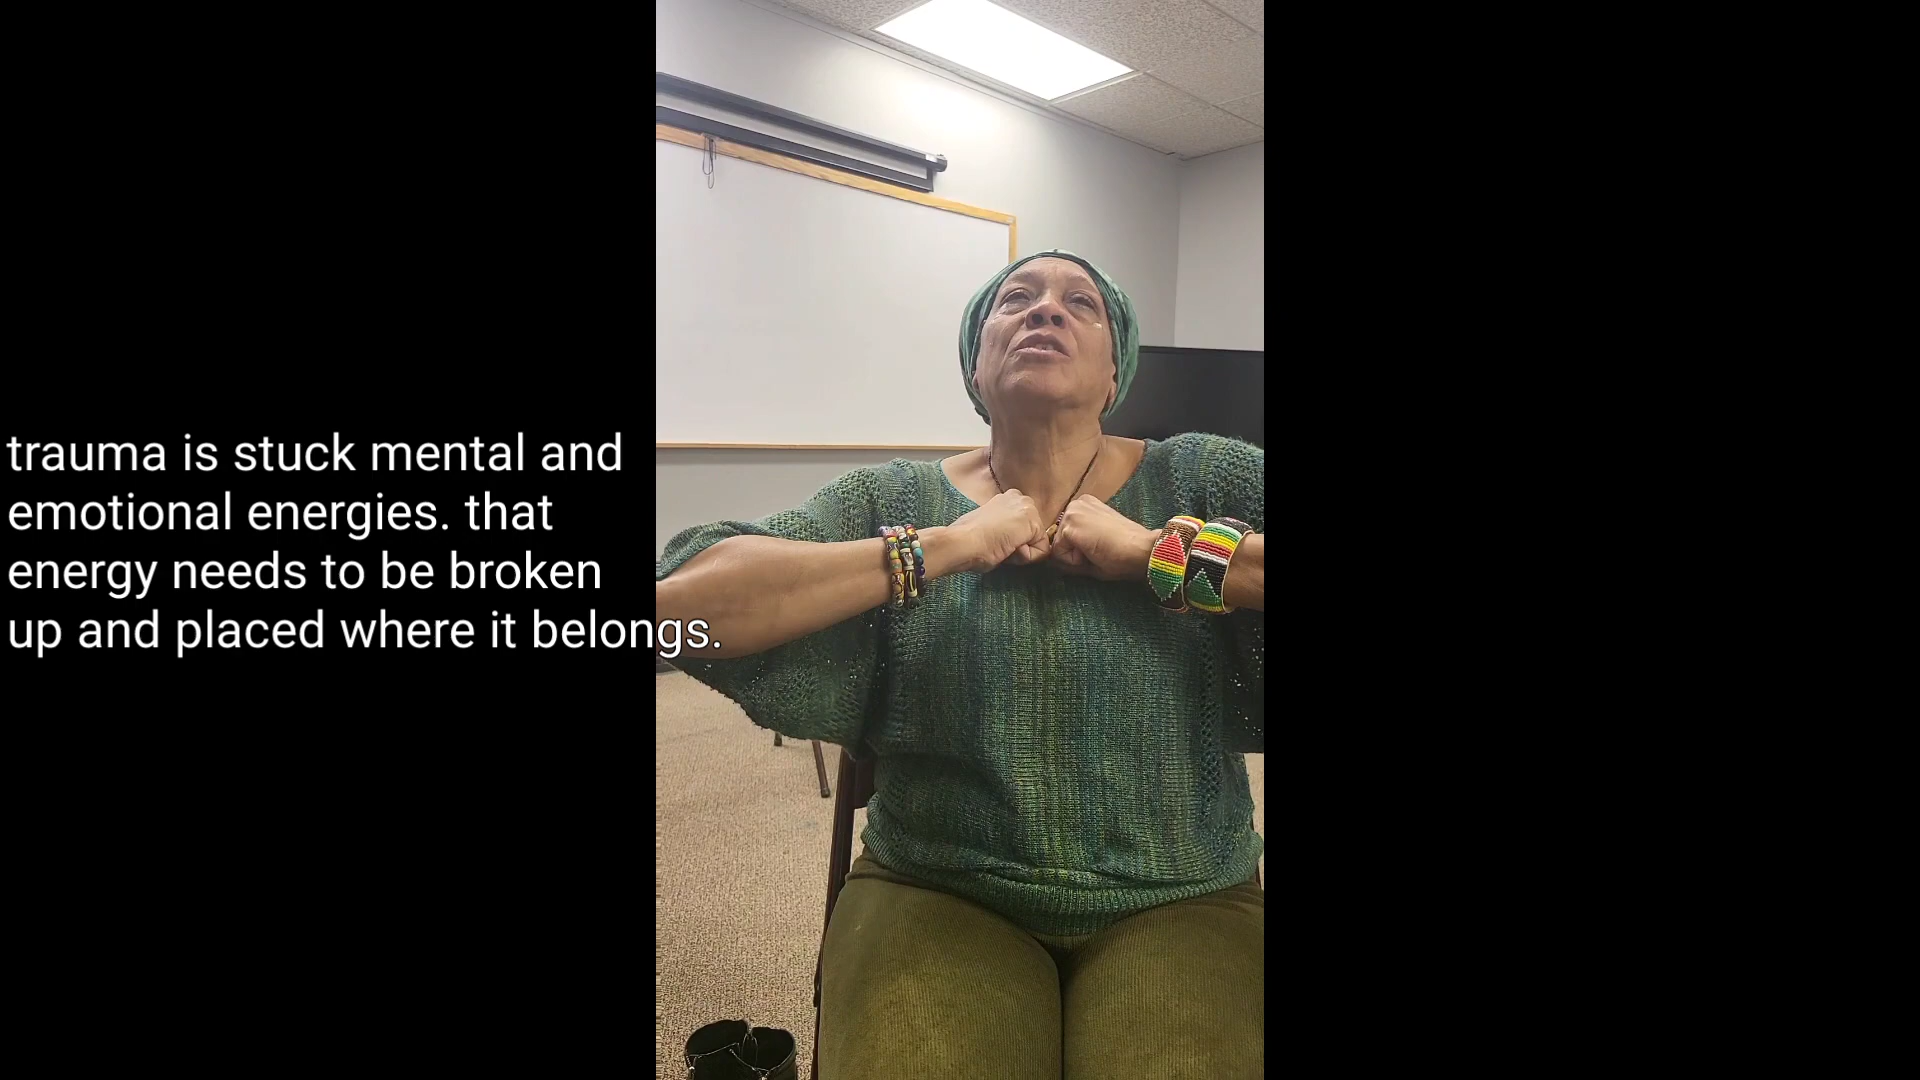 trauma is stuck mental and
emotional energies. that
energy needs to be broken
up and placed where it belongs.